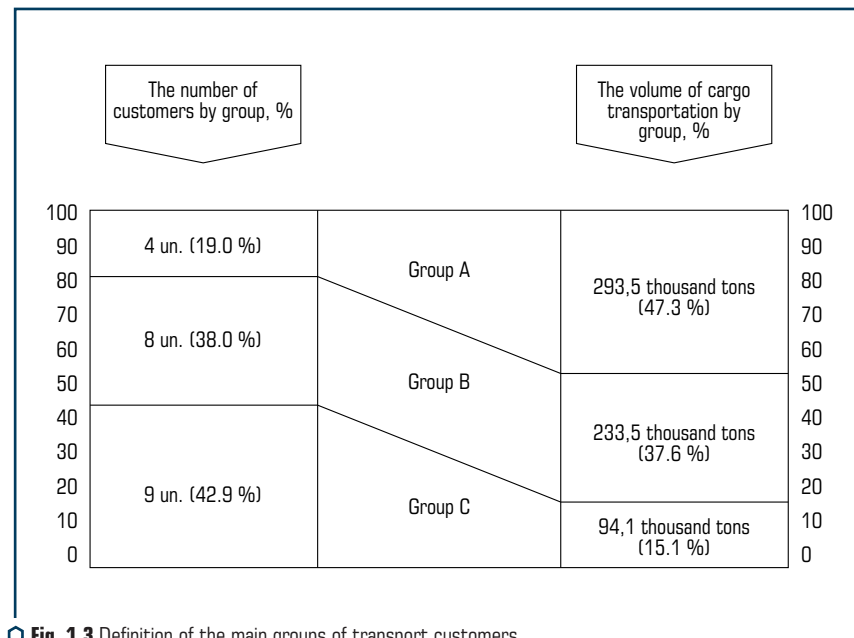 The number of
customers by group, %
The volume of cargo
transportation by
group, %
100
90
80
70
60
50
40
30
20
10
0
4 un. (19.0 %)
8 un. (38.0 %)
9 un. (42.9 %)
Group A
Group B
Group C
293,5 thousand tons
(47.3 %)
233,5 thousand tons
(37.6 %)
94,1 thousand tons
(15.1 %)
100
90
80
70
60
50
40
30
20
10
0
Fig. 1.3 Definition of the main groups of transport customers